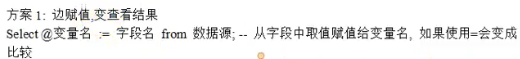 方案 1: 边赋值,变查看结果
Select @变量名 := 字段名 from 数据源; -- 从字段中取值赋值给变量名, 如果使用=会变成
比较